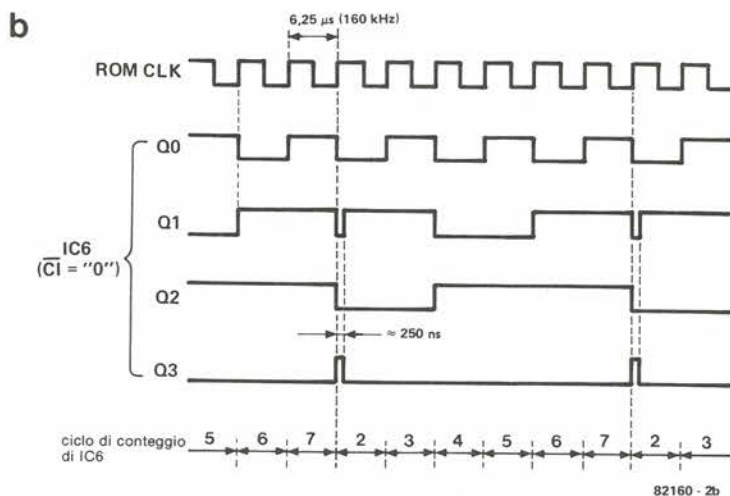 b
6,25 µs (160 kHz)
ROM CLK
Q0
Q1
IC6
(CI = "0")
Q2
≈ 250 ns
Q3
ciclo di conteggio
di IC6
5 6 7 2 3 4 5 6 7 2 3
82160 - 2b